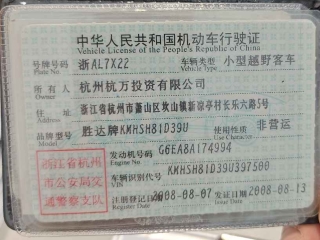 中华人民共和国机动车行驶证
Vehicle License of the People's Republic of China
号牌号码 浙AL7X22 车辆类型 小型越野客车
Plate No. Vehicle Type
所有人 杭州杭万投资有限公司
Owner
住址 浙江省杭州市萧山区坎山镇新凉亭村长乐六路5号
品牌型号 胜达牌KMHSH81D39U 使用性质 非营运
Model Use Character
浙江省杭州
市公安局交
通警察支队
发动机号码 G6EA8A174994
Engine No.
车辆识别代号 KMHSH81D39U397500
VIN
注册登记日期 2008-08-07 发证日期 2008-08-13
Register Date Issue Date